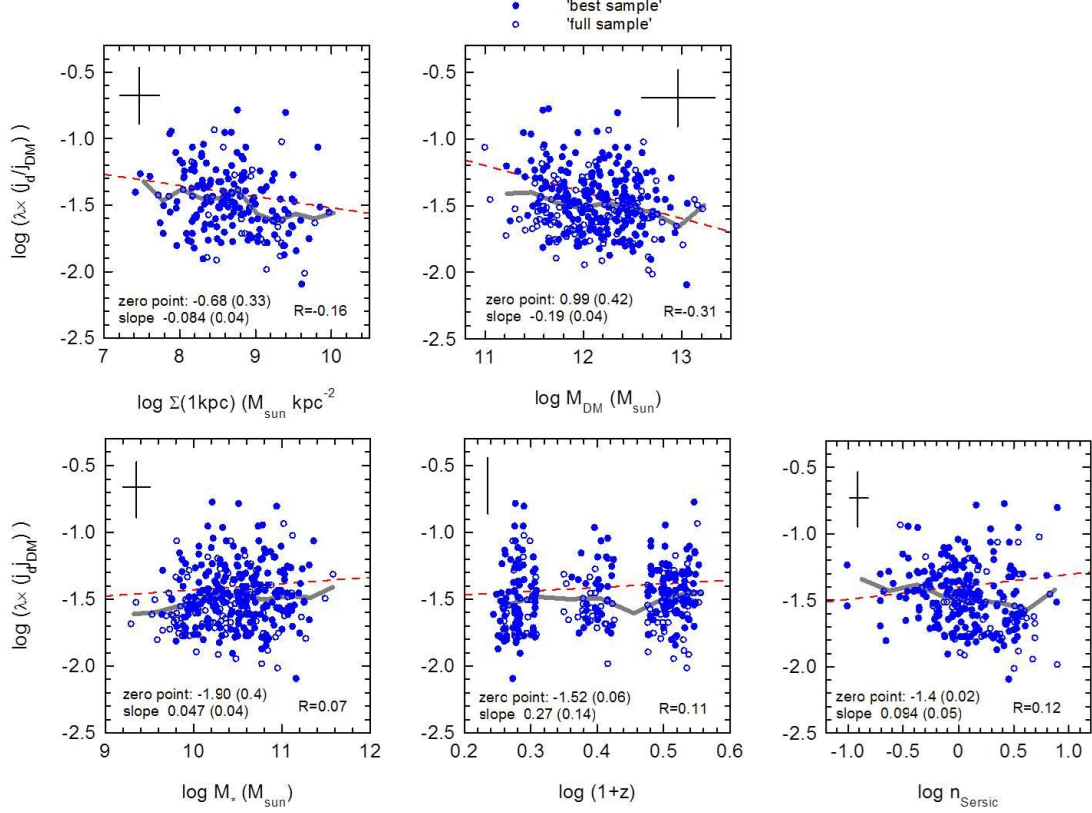 'best sample'
'full sample'
log (λ× (j_d/j_DM) )
-0.5
-1.0
-1.5
-2.0
-2.5
zero point: -0.68 (0.33)
slope -0.084 (0.04)
R=-0.16
7 8 9 10
log Σ(1kpc) (M_sun kpc^-2
-0.5
-1.0
-1.5
-2.0
-2.5
zero point: 0.99 (0.42)
slope -0.19 (0.04)
R=-0.31
11 12 13
log M_DM (M_sun)
log (λ× (j_d/j_DM) )
-0.5
-1.0
-1.5
-2.0
-2.5
zero point: -1.90 (0.4)
slope 0.047 (0.04)
R=0.07
9 10 11 12
log M_* (M_sun)
-0.5
-1.0
-1.5
-2.0
-2.5
zero point: -1.52 (0.06)
slope 0.27 (0.14)
R=0.11
0.2 0.3 0.4 0.5 0.6
log (1+z)
-0.5
-1.0
-1.5
-2.0
-2.5
zero point: -1.4 (0.02)
slope 0.094 (0.05)
R=0.12
-1.0 -0.5 0 0.5 1.0
log n_Sersic